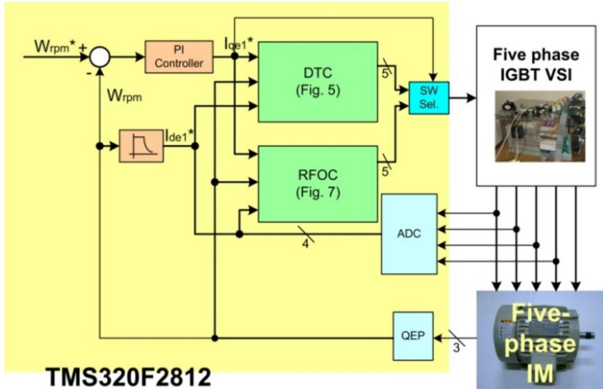 Wrpm* +
-
Wrpm
PI
Controller
Iqe1*
DTC
(Fig. 5)
5
SW
Sel.
Five phase
IGBT VSI
Ide1*
RFOC
(Fig. 7)
5
4
ADC
QEP
3
Five-
phase
IM
TMS320F2812